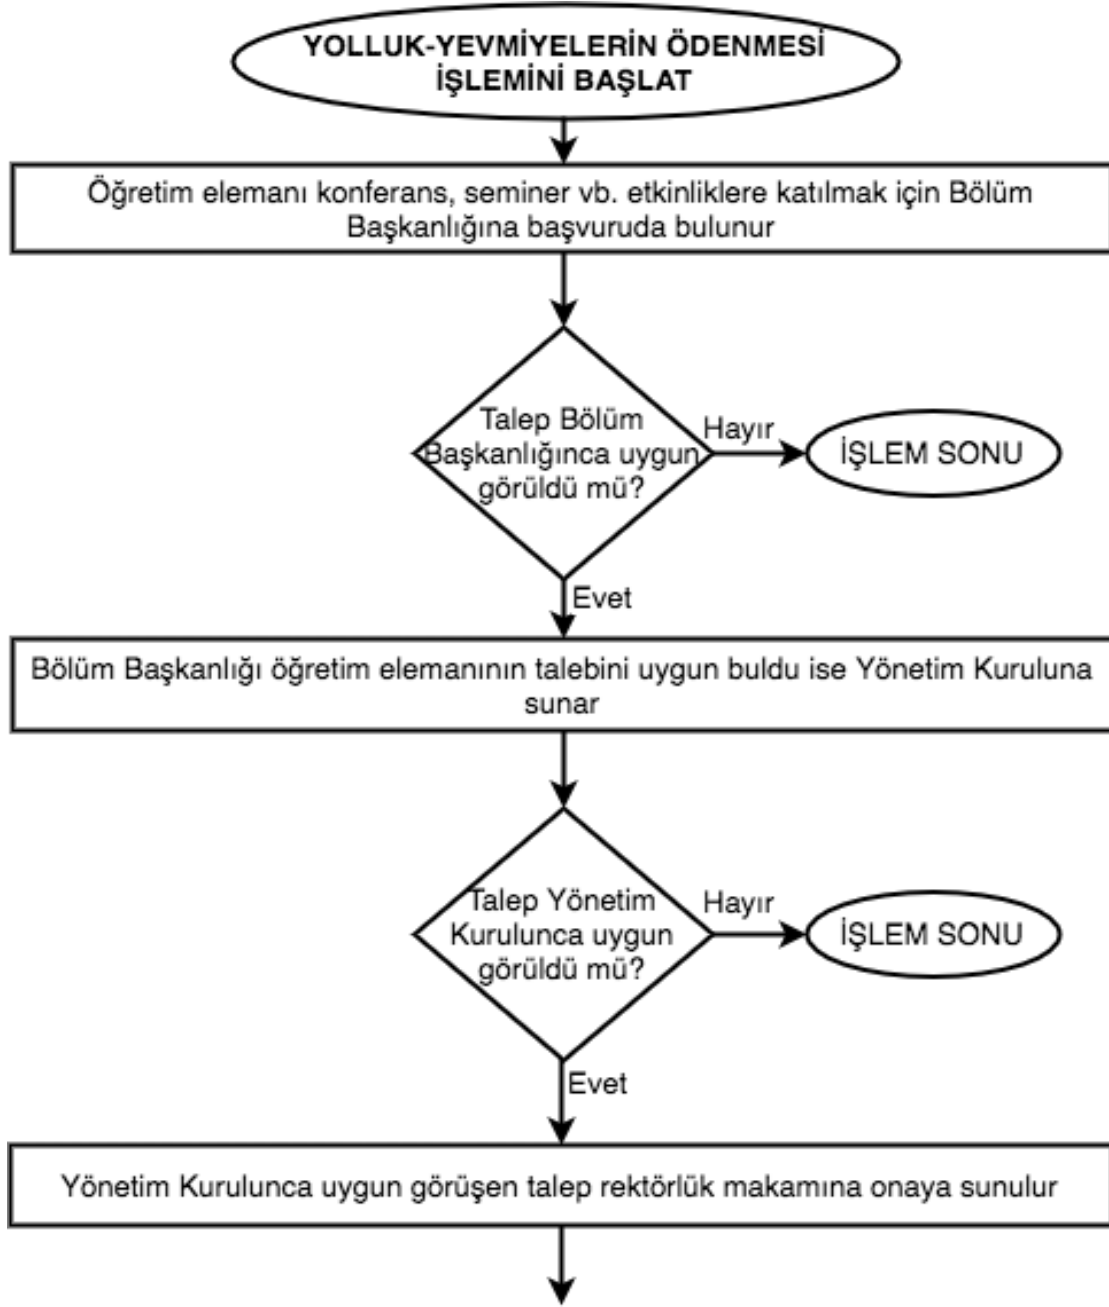 YOLLUK-YEVMİYELERİN ÖDENMESİ
İŞLEMİNİ BAŞLAT
Öğretim elemanı konferans, seminer vb. etkinliklere katılmak için Bölüm
Başkanlığına başvuruda bulunur
Talep Bölüm
Başkanlığınca uygun
görüldü mü?
Hayır
İŞLEM SONU
Evet
Bölüm Başkanlığı öğretim elemanının talebini uygun buldu ise Yönetim Kuruluna
sunar
Talep Yönetim
Kurulunca uygun
görüldü mü?
Hayır
İŞLEM SONU
Evet
Yönetim Kurulunca uygun görüşen talep rektörlük makamına onaya sunulur